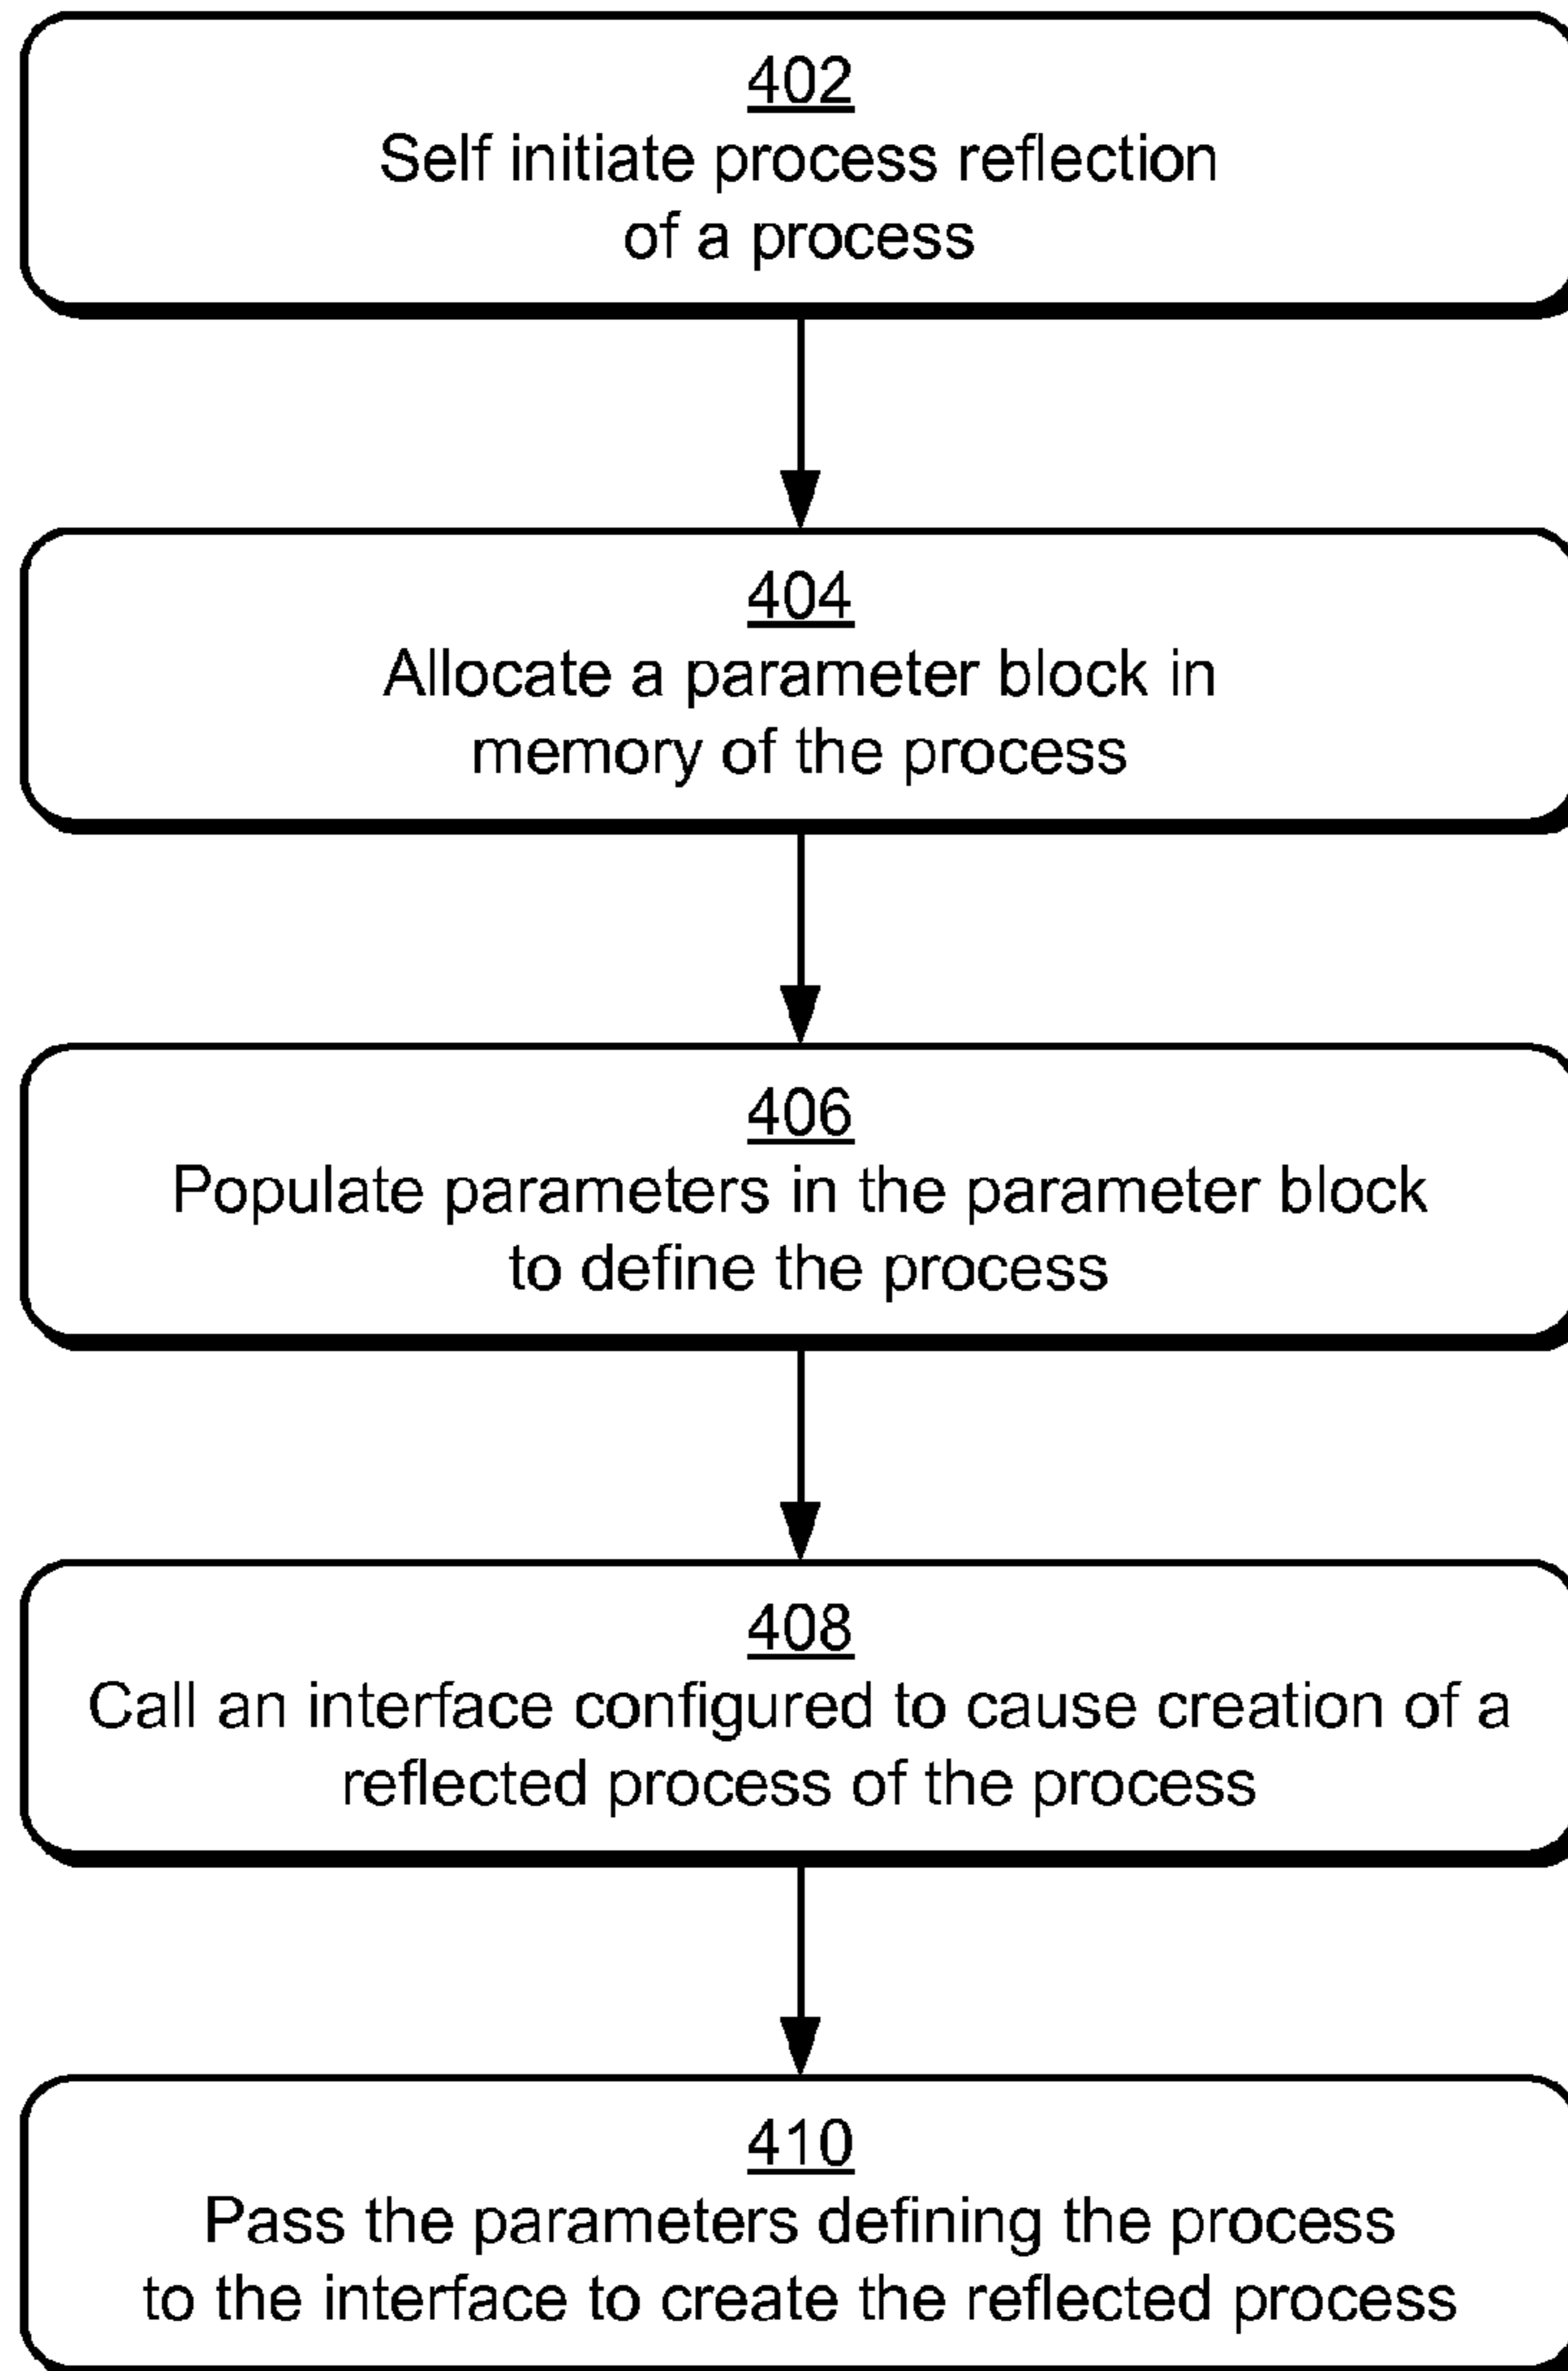 402
Self initiate process reflection
of a process
404
Allocate a parameter block in
memory of the process
406
Populate parameters in the parameter block
to define the process
408
Call an interface configured to cause creation of a
reflected process of the process
410
Pass the parameters defining the process
to the interface to create the reflected process